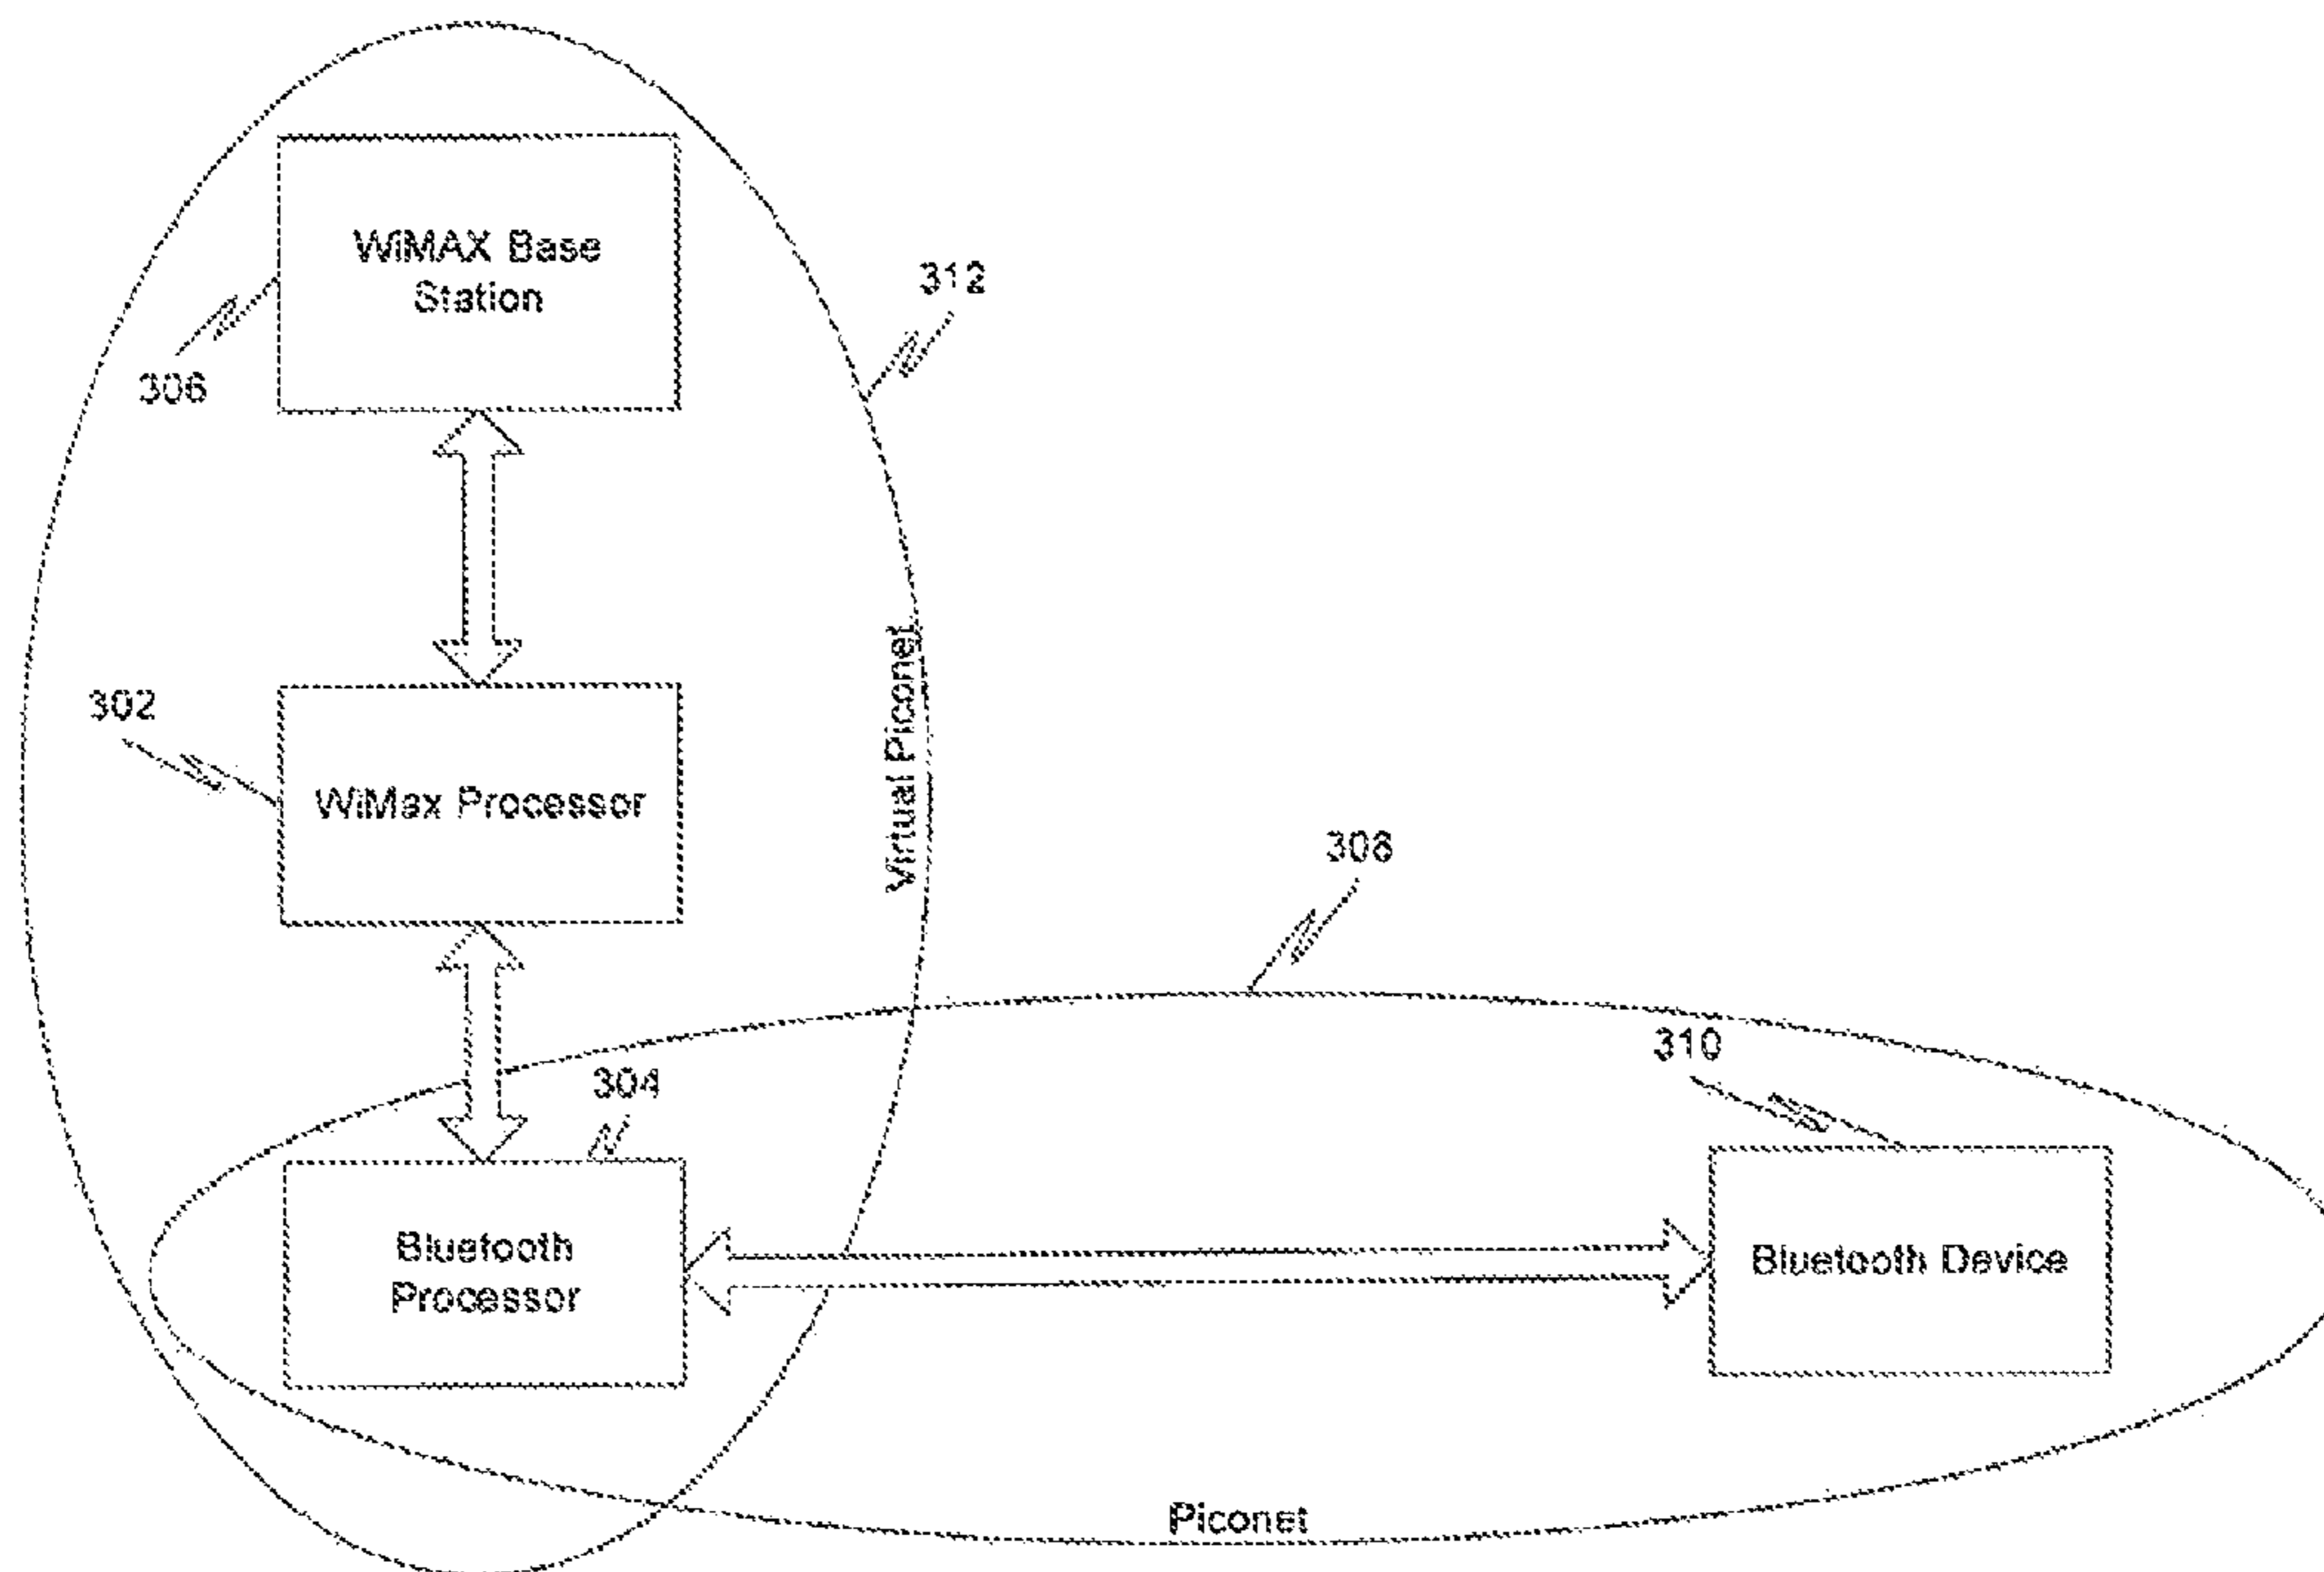 WiMAX Base
Station
312
306
302
WiMax Processor
Virtual Piconet
308
310
304
Bluetooth
Processor
Bluetooth Device
Piconet